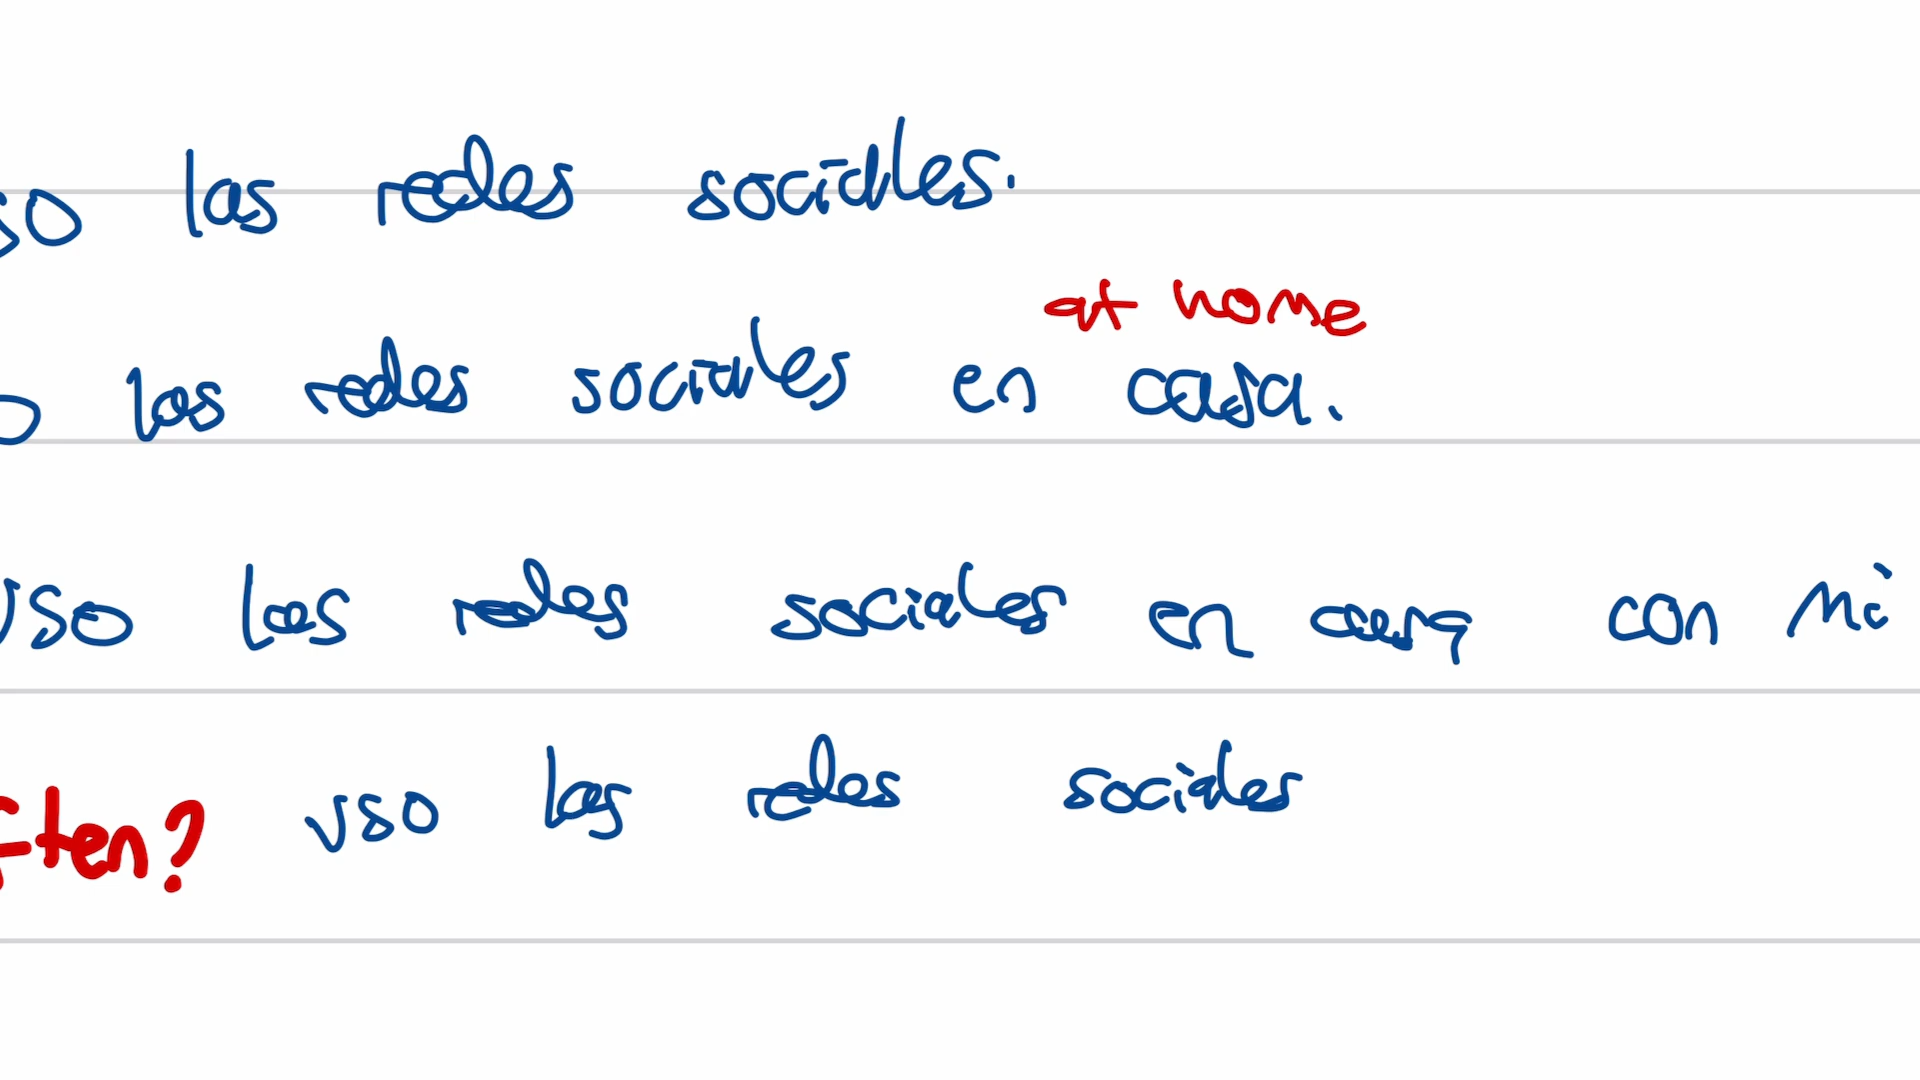 so las redes sociales.
at home
o las redes sociales en casa.
uso las redes sociales en casa con mi
ften? uso las redes sociales